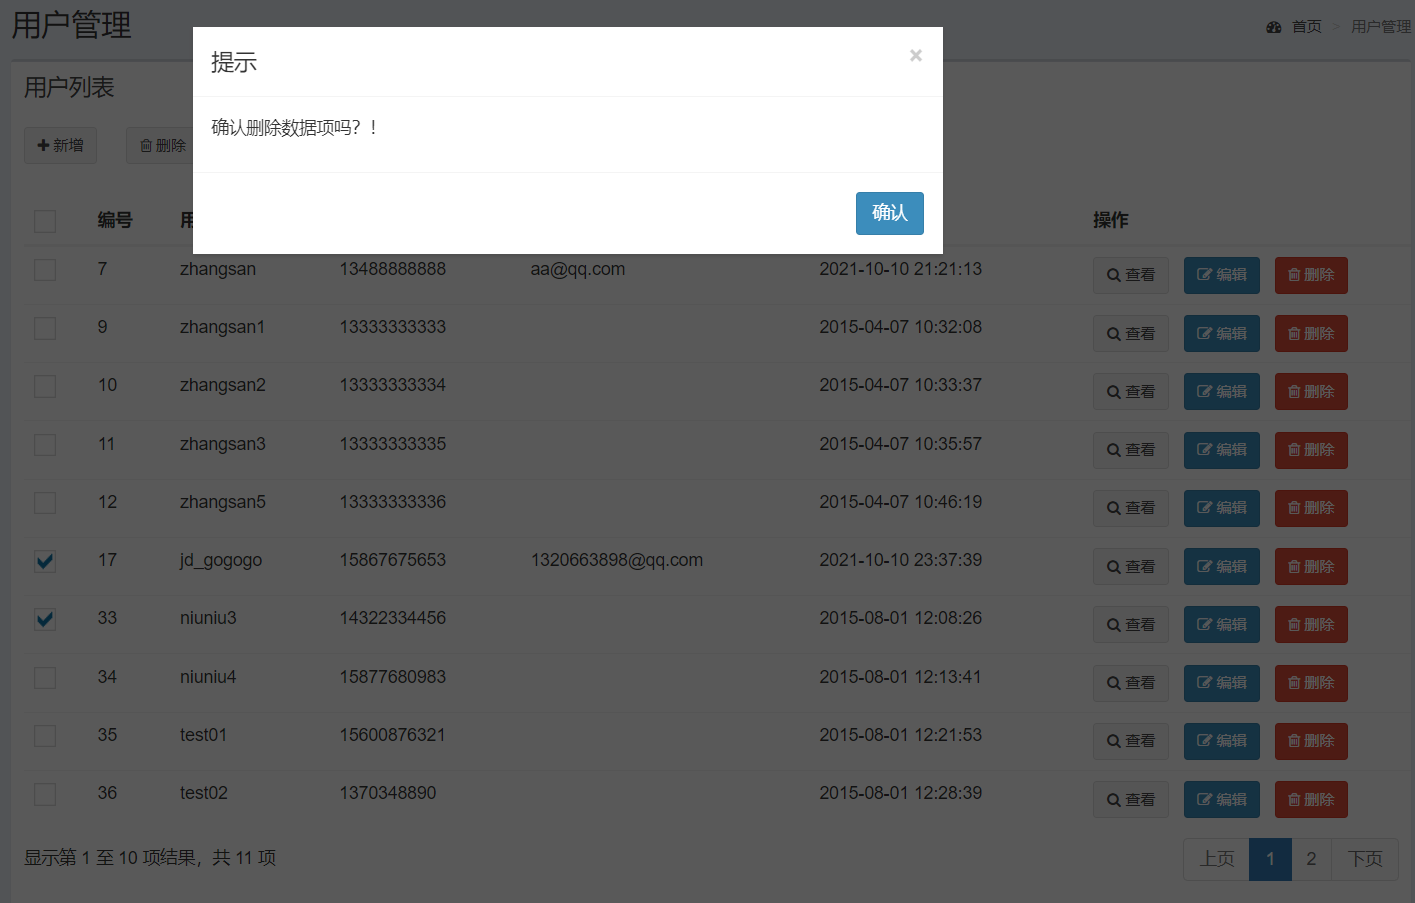 用户管理
首页 > 用户管理
提示 ×
用户列表
确认删除数据项吗？！
新增 删除
确认
编号 用 操作
7 zhangsan 13488888888 aa@qq.com 2021-10-10 21:21:13 查看 编辑 删除
9 zhangsan1 13333333333 2015-04-07 10:32:08 查看 编辑 删除
10 zhangsan2 13333333334 2015-04-07 10:33:37 查看 编辑 删除
11 zhangsan3 13333333335 2015-04-07 10:35:57 查看 编辑 删除
12 zhangsan5 13333333336 2015-04-07 10:46:19 查看 编辑 删除
17 jd_gogogo 15867675653 1320663898@qq.com 2021-10-10 23:37:39 查看 编辑 删除
33 niuniu3 14322334456 2015-08-01 12:08:26 查看 编辑 删除
34 niuniu4 15877680983 2015-08-01 12:13:41 查看 编辑 删除
35 test01 15600876321 2015-08-01 12:21:53 查看 编辑 删除
36 test02 1370348890 2015-08-01 12:28:39 查看 编辑 删除
显示第 1 至 10 项结果，共 11 项 上页 1 2 下页